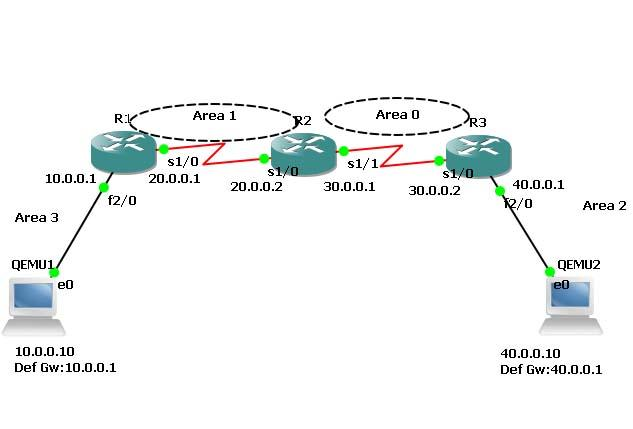 R1
Area 1
R2
Area 0
R3
s1/0
s1/0
s1/1
s1/0
10.0.0.1
20.0.0.1
20.0.0.2
30.0.0.1
30.0.0.2
40.0.0.1
f2/0
f2/0
Area 3
Area 2
QEMU1
e0
QEMU2
e0
10.0.0.10
Def Gw:10.0.0.1
40.0.0.10
Def Gw:40.0.0.1